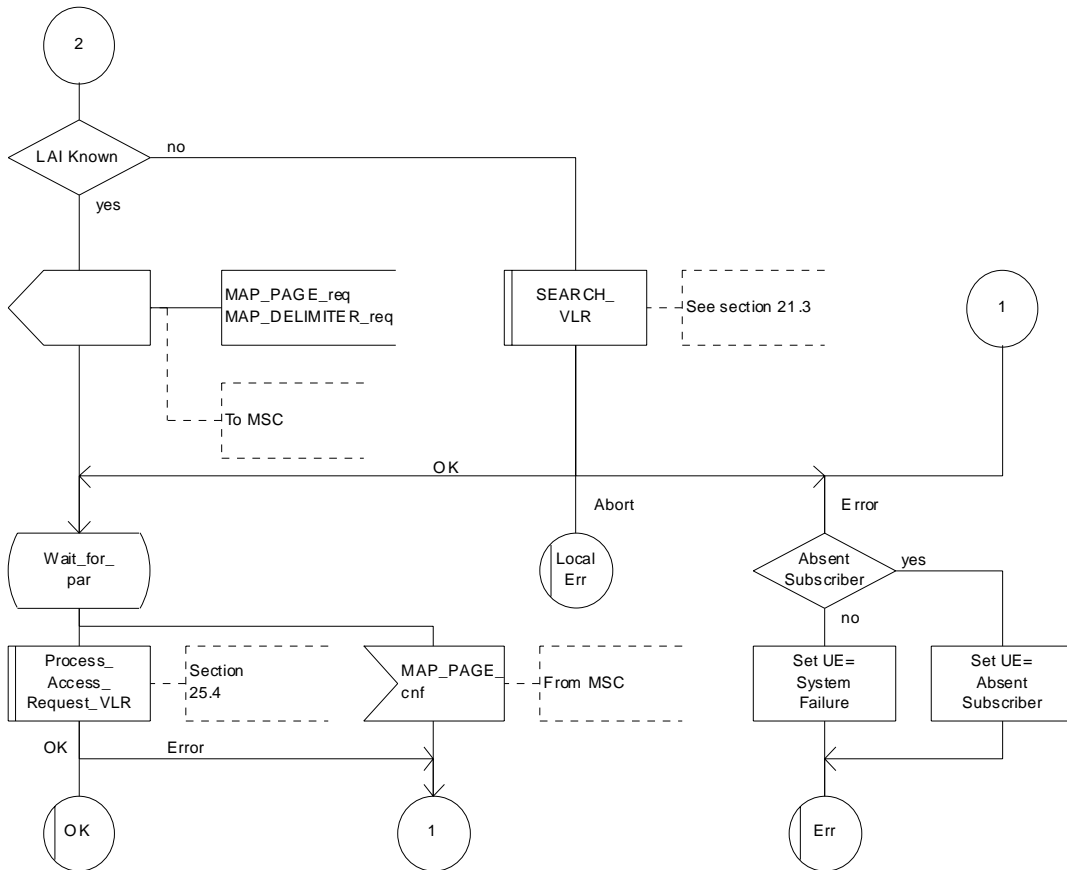 2
LAI Known
no
yes
MAP_PAGE_req
MAP_DELIMITER_req
SEARCH_
VLR
See section 21.3
1
To MSC
OK
Abort
Error
Wait_for_
par
Local
Err
Absent
Subscriber
yes
no
Process_
Access_
Request_VLR
Section
25.4
MAP_PAGE_
cnf
From MSC
Set UE=
System
Failure
Set UE=
Absent
Subscriber
OK
Error
OK
1
Err